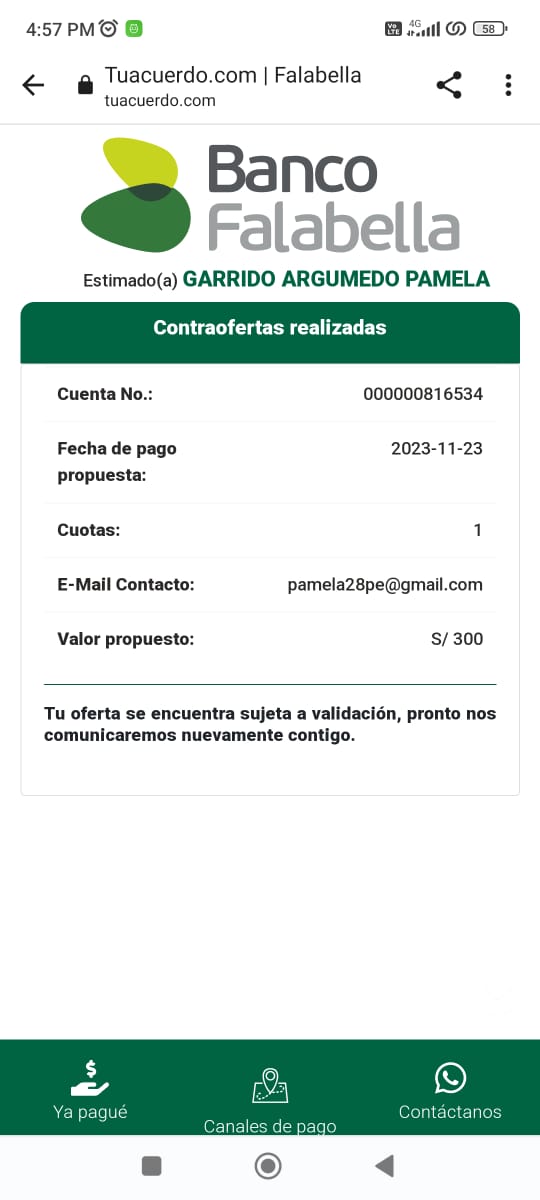 4:57 PM
Vo LTE 4G 58
Tuacuerdo.com | Falabella
tuacuerdo.com
Banco
Falabella
Estimado(a) GARRIDO ARGUMEDO PAMELA
Contraofertas realizadas
Cuenta No.: 000000816534
Fecha de pago 2023-11-23
propuesta:
Cuotas: 1
E-Mail Contacto: pamela28pe@gmail.com
Valor propuesto: S/ 300
Tu oferta se encuentra sujeta a validación, pronto nos
comunicaremos nuevamente contigo.
$
Ya pagué
Canales de pago
Contáctanos